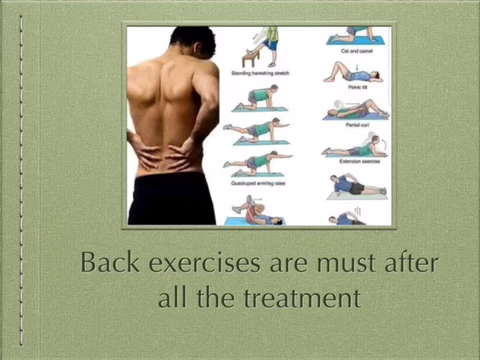 Cat and camel
Standing hamstring stretch
Pelvic tilt
Partial curl
Extension exercise
Quadruped arm/leg raise
Back exercises are must after
all the treatment